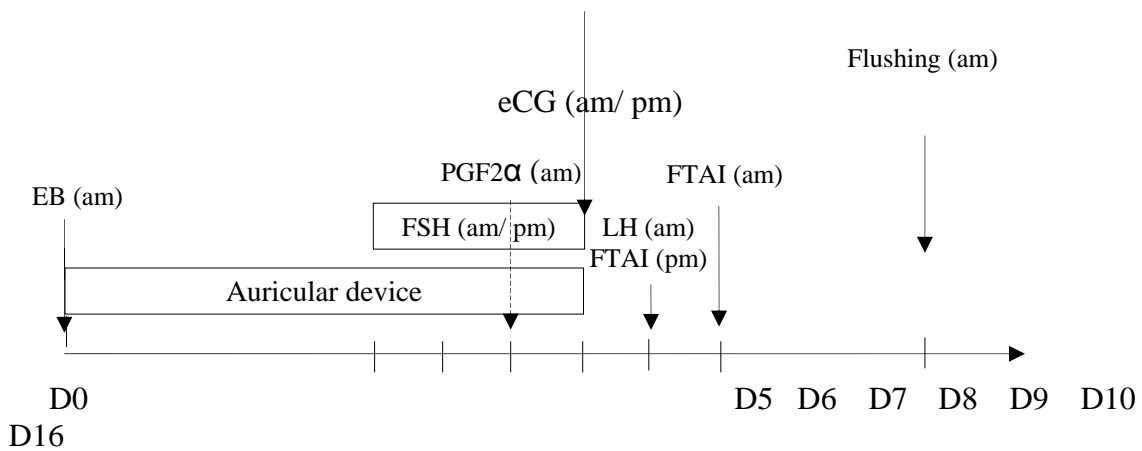 Flushing (am)
eCG (am/ pm)
PGF2α (am)
FTAI (am)
EB (am)
FSH (am/ pm)
LH (am)
FTAI (pm)
Auricular device
D0
D5 D6 D7 D8 D9 D10
D16